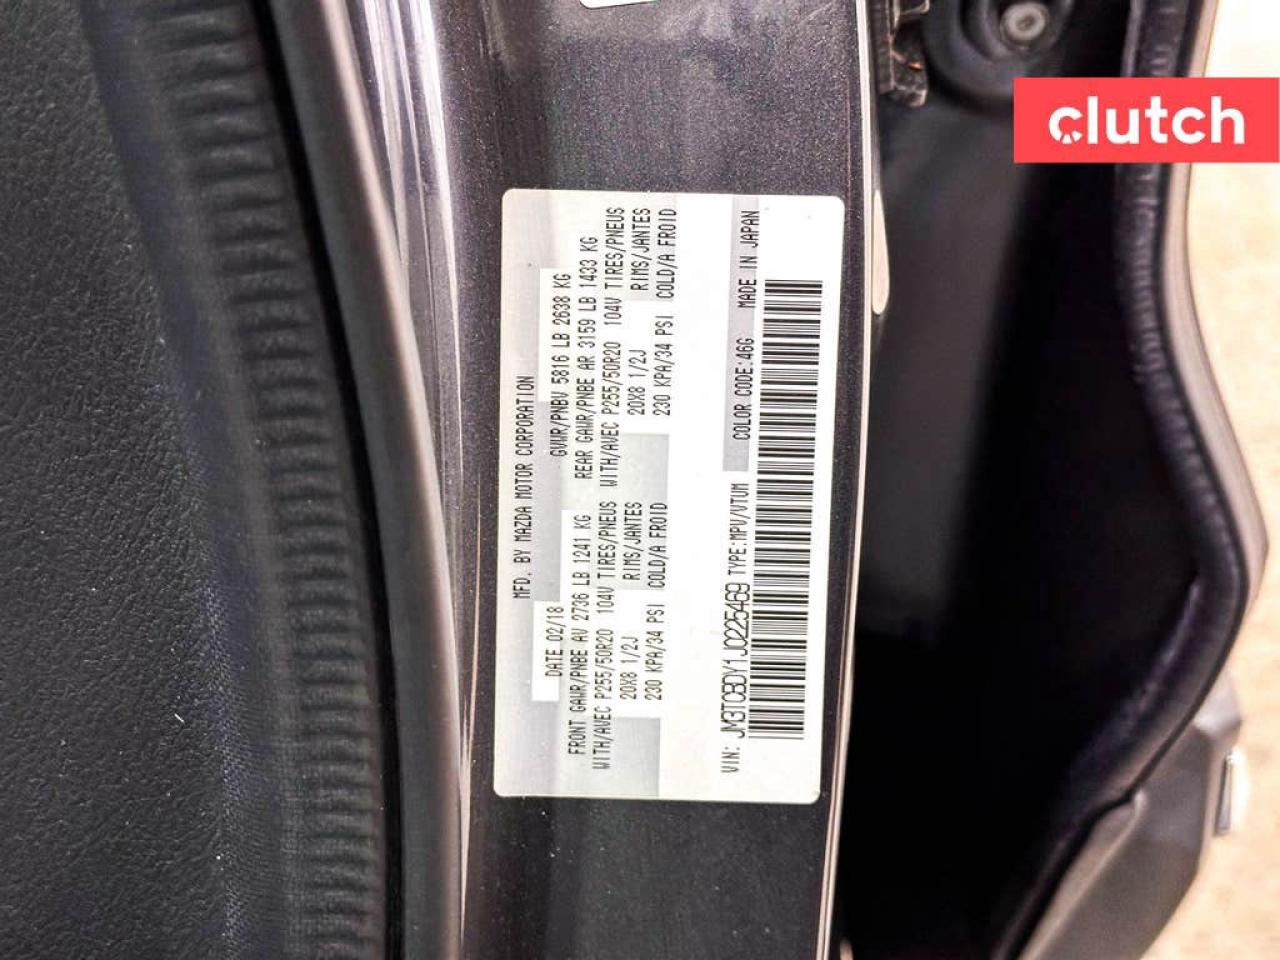 clutch
MFD. BY MAZDA MOTOR CORPORATION
DATE 02/18 GVWR/PNBV 5816 LB 2638 KG
FRONT GAWR/PNBE AV 2736 LB 1241 KG REAR GAWR/PNBE AR 3159 LB 1433 KG
WITH/AVEC P255/50R20 104V TIRES/PNEUS WITH/AVEC P255/50R20 104V TIRES/PNEUS
20X8 1/2J RIMS/JANTES 20X8 1/2J RIMS/JANTES
230 KPA/34 PSI COLD/A FROID 230 KPA/34 PSI COLD/A FROID
VIN: JM3TCBDY1J0225469 TYPE:MPV/VTUM COLOR CODE:46G MADE IN JAPAN